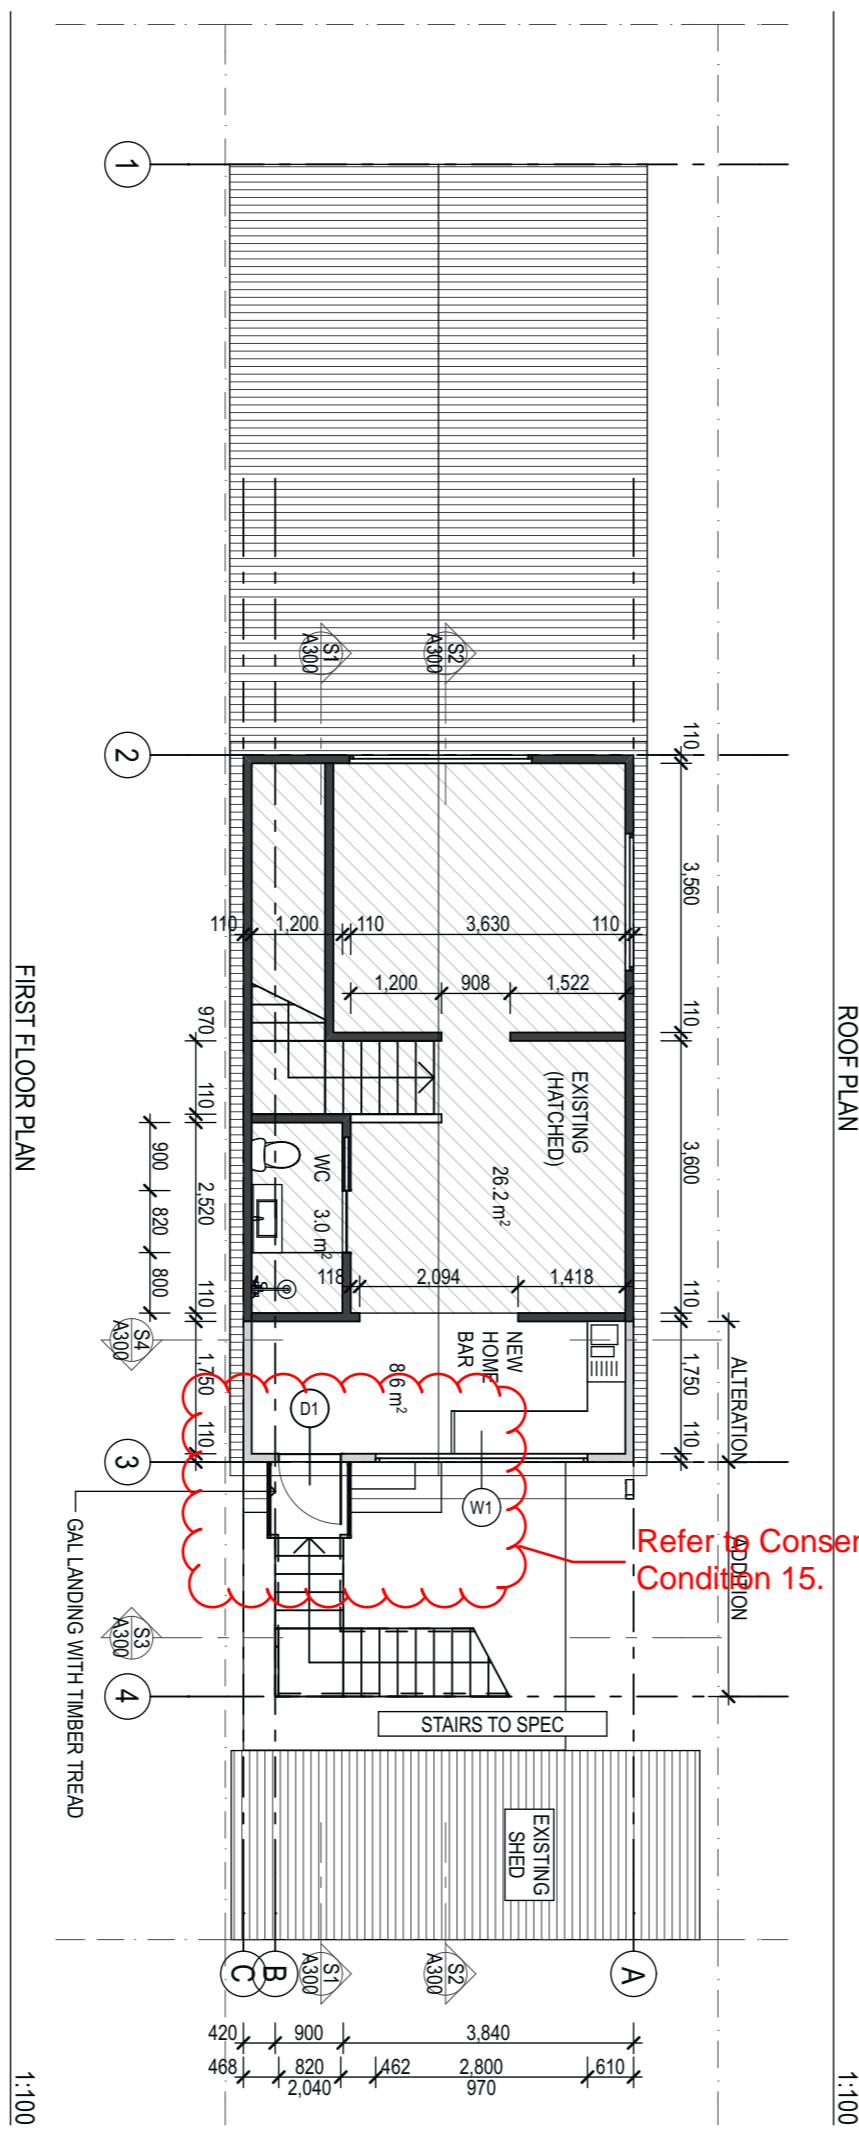 ROOF PLAN
1:100
FIRST FLOOR PLAN
1:100
1
2
3
4
S1
A300
S2
A300
110
3,560
110
3,600
110
1,750
110
ALTERATION
ADDITION
110
1,200
110
3,630
110
1,200
908
1,522
970
110
2,520
110
1,750
110
900
820
800
EXISTING
(HATCHED)
26.2 m²
WC
3.0 m²
118
2,094
1,418
S4
A300
NEW
HOME
BAR
8.6 m²
D1
W1
Refer to Conser
Condition 15.
GAL LANDING WITH TIMBER TREAD
S3
A300
STAIRS TO SPEC
EXISTING
SHED
C
B
A
S1
A300
S2
A300
420
900
3,840
468
820
462
2,800
610
2,040
970